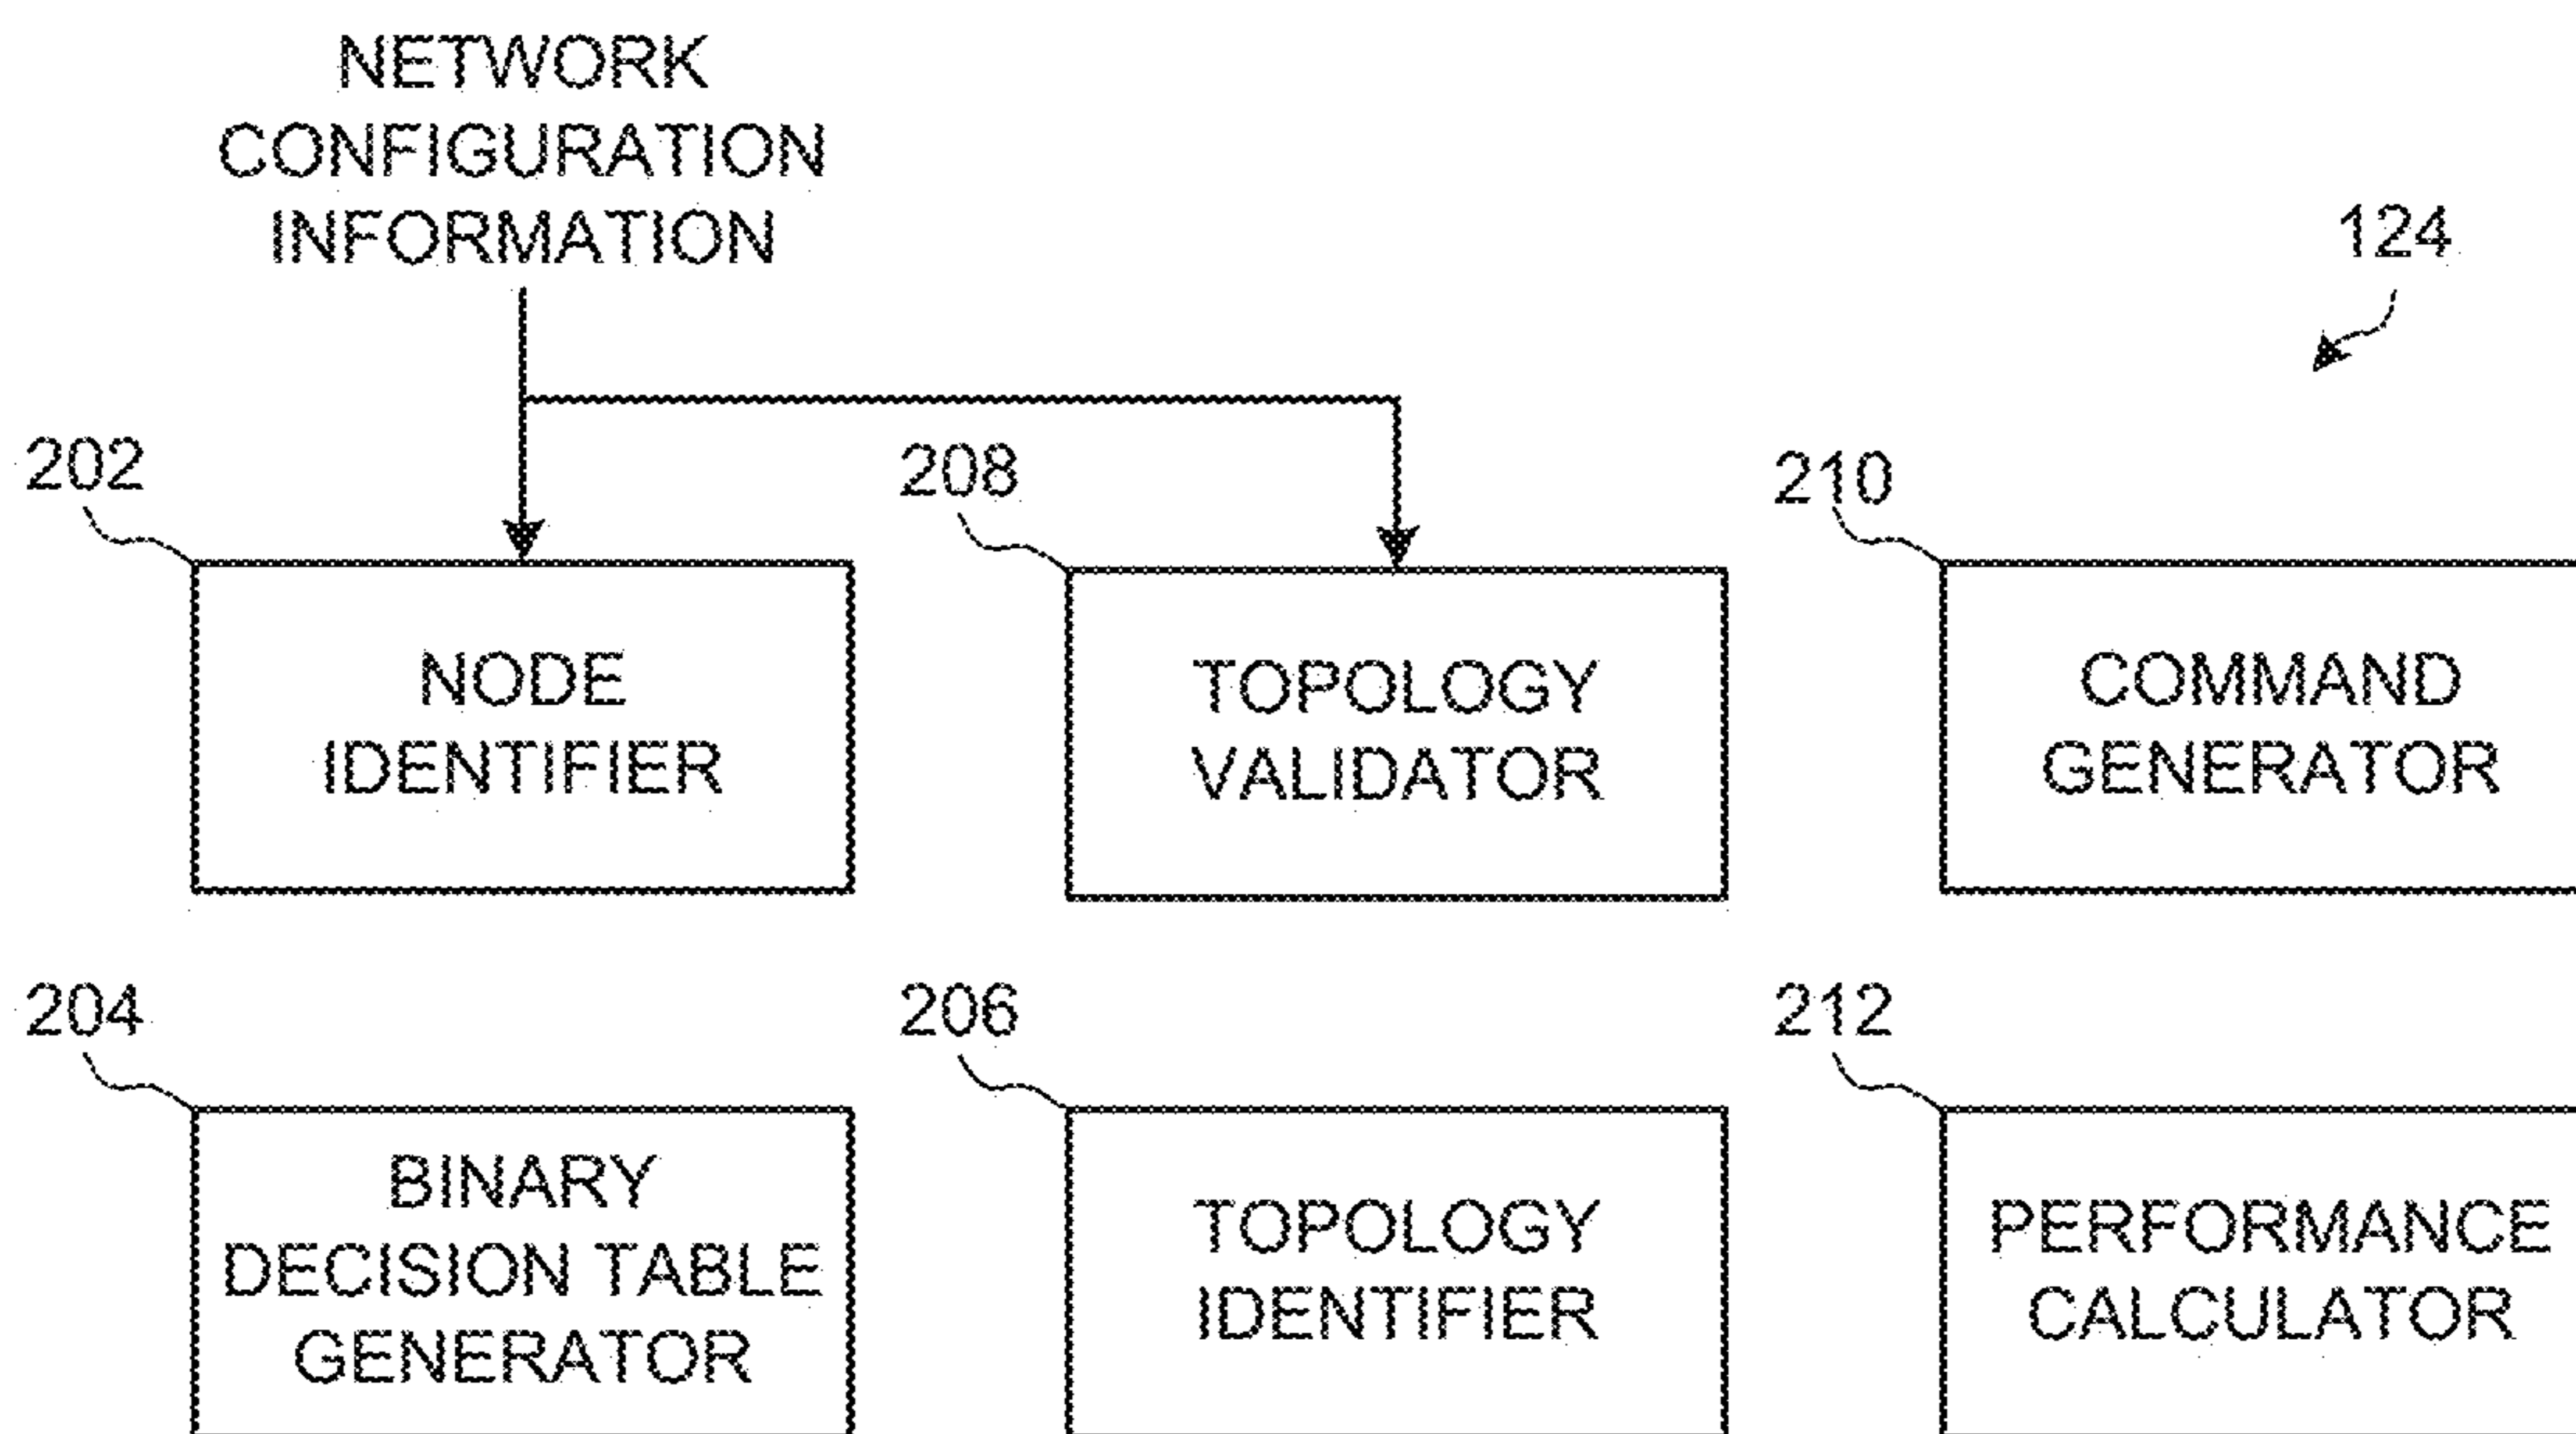 NETWORK
CONFIGURATION
INFORMATION
124
202
208
210
NODE
IDENTIFIER
TOPOLOGY
VALIDATOR
COMMAND
GENERATOR
204
206
212
BINARY
DECISION TABLE
GENERATOR
TOPOLOGY
IDENTIFIER
PERFORMANCE
CALCULATOR